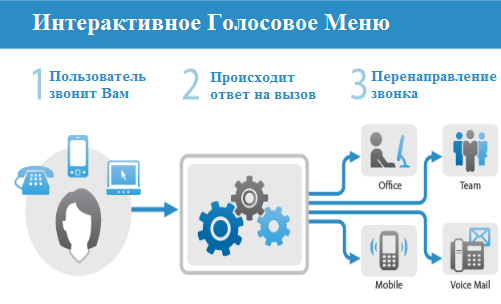 Интерактивное Голосовое Меню
1 Пользователь
звонит Вам
2 Происходит
ответ на вызов
3 Перенаправление
звонка
Office
Team
Mobile
Voice Mail